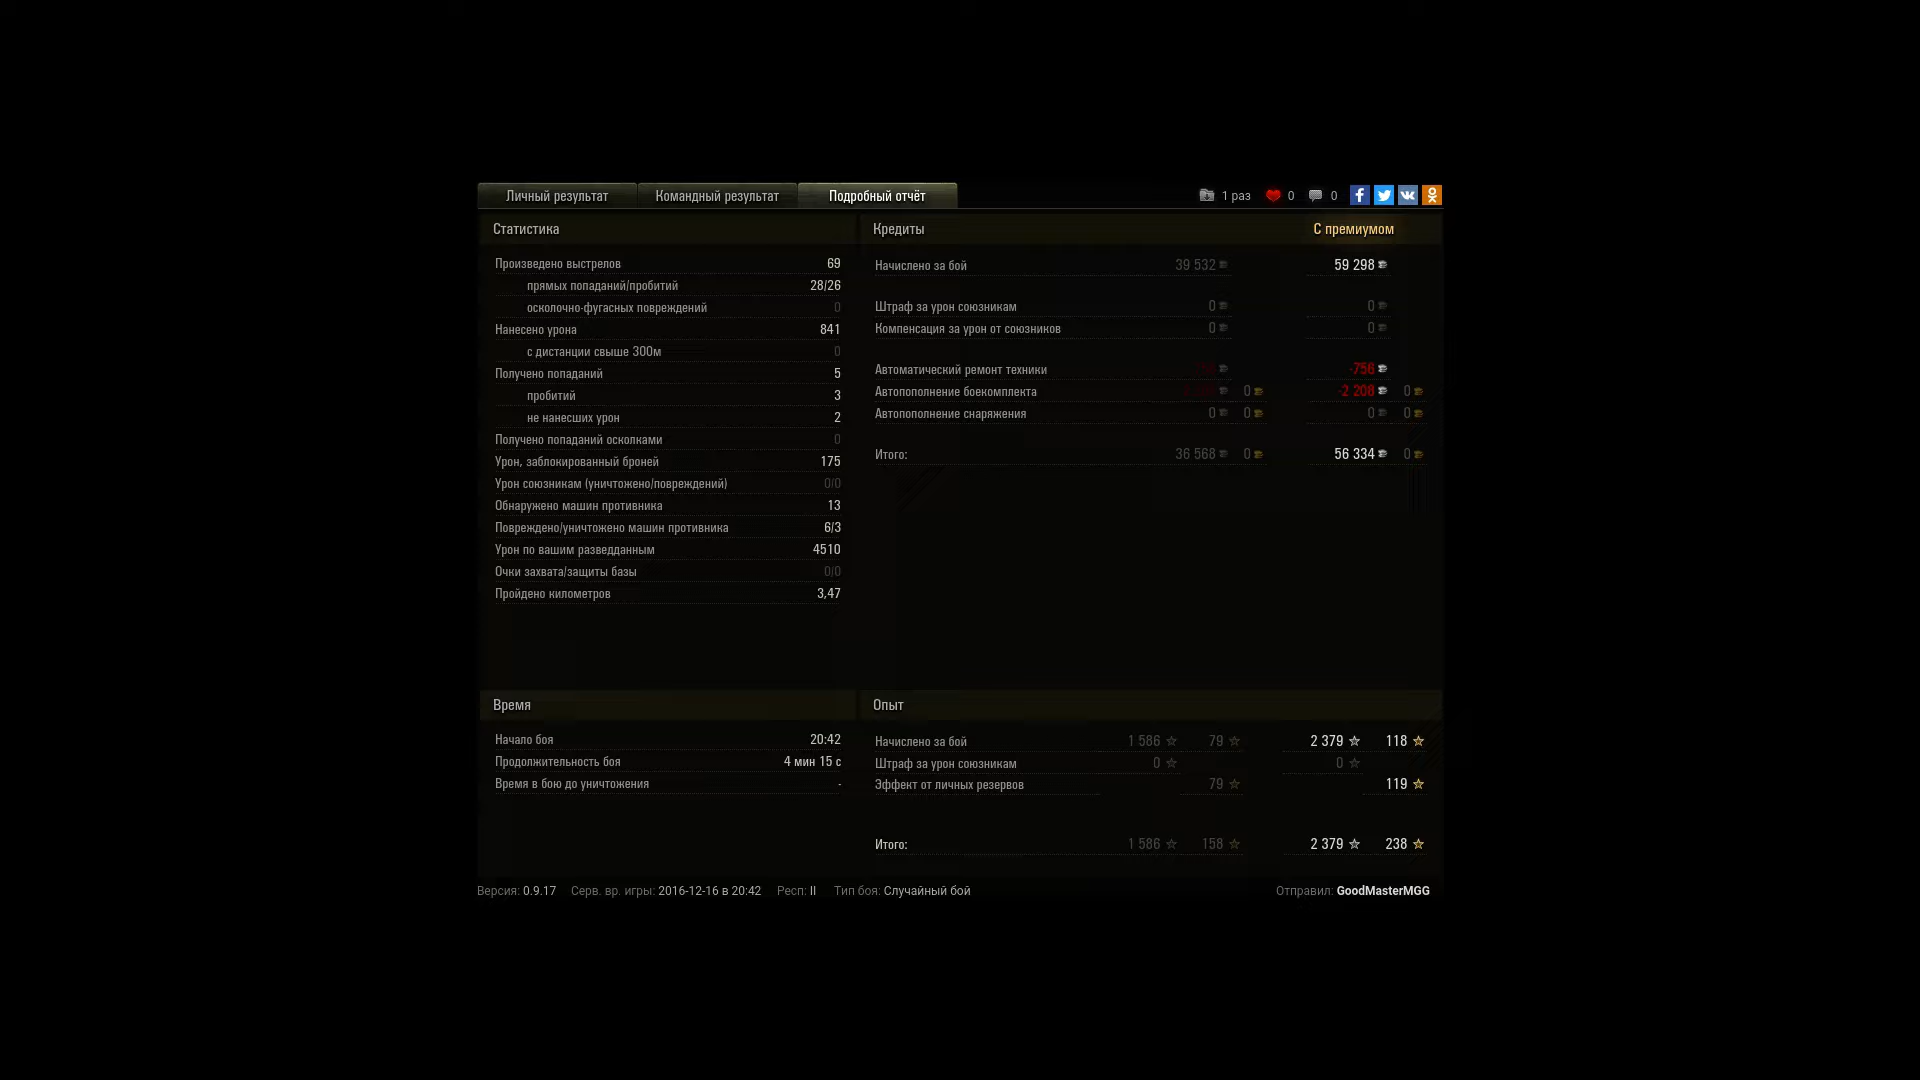 Личный результат Командный результат Подробный отчёт 1 раз 0 0
Статистика
Произведено выстрелов 69
прямых попаданий/пробитий 28/26
осколочно-фугасных повреждений 0
Нанесено урона 841
с дистанции свыше 300м 0
Получено попаданий 5
пробитий 3
не нанесших урон 2
Получено попаданий осколками 0
Урон, заблокированный броней 175
Урон союзникам (уничтожено/повреждений) 0/0
Обнаружено машин противника 13
Повреждено/уничтожено машин противника 6/3
Урон по вашим разведданным 4510
Очки захвата/защиты базы 0/0
Пройдено километров 3,47
Кредиты С премиумом
Начислено за бой 39 532 59 298
Штраф за урон союзникам 0 0
Компенсация за урон от союзников 0 0
Автоматический ремонт техники -756
Автопополнение боекомплекта 0 -2 208 0
Автопополнение снаряжения 0 0 0 0
Итого: 36 568 0 56 334 0
Время
Начало боя 20:42
Продолжительность боя 4 мин 15 с
Время в бою до уничтожения -
Опыт
Начислено за бой 1 586 79 2 379 118
Штраф за урон союзникам 0 0
Эффект от личных резервов 79 119
Итого: 1 586 158 2 379 238
Версия: 0.9.17 Серв. вр. игры: 2016-12-16 в 20:42 Респ: II Тип боя: Случайный бой Отправил: GoodMasterMGG